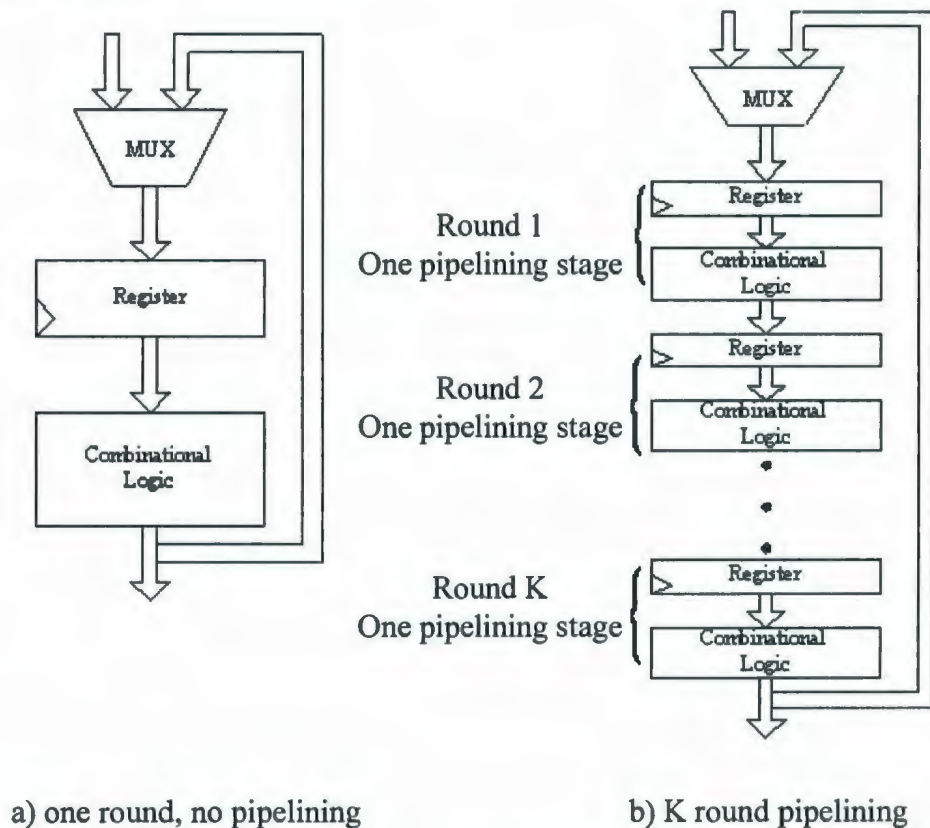 MUX
Register
Combinational
Logic
a) one round, no pipelining
MUX
Round 1
One pipelining stage
Register
Combinational
Logic
Round 2
One pipelining stage
Register
Combinational
Logic
Round K
One pipelining stage
Register
Combinational
Logic
b) K round pipelining